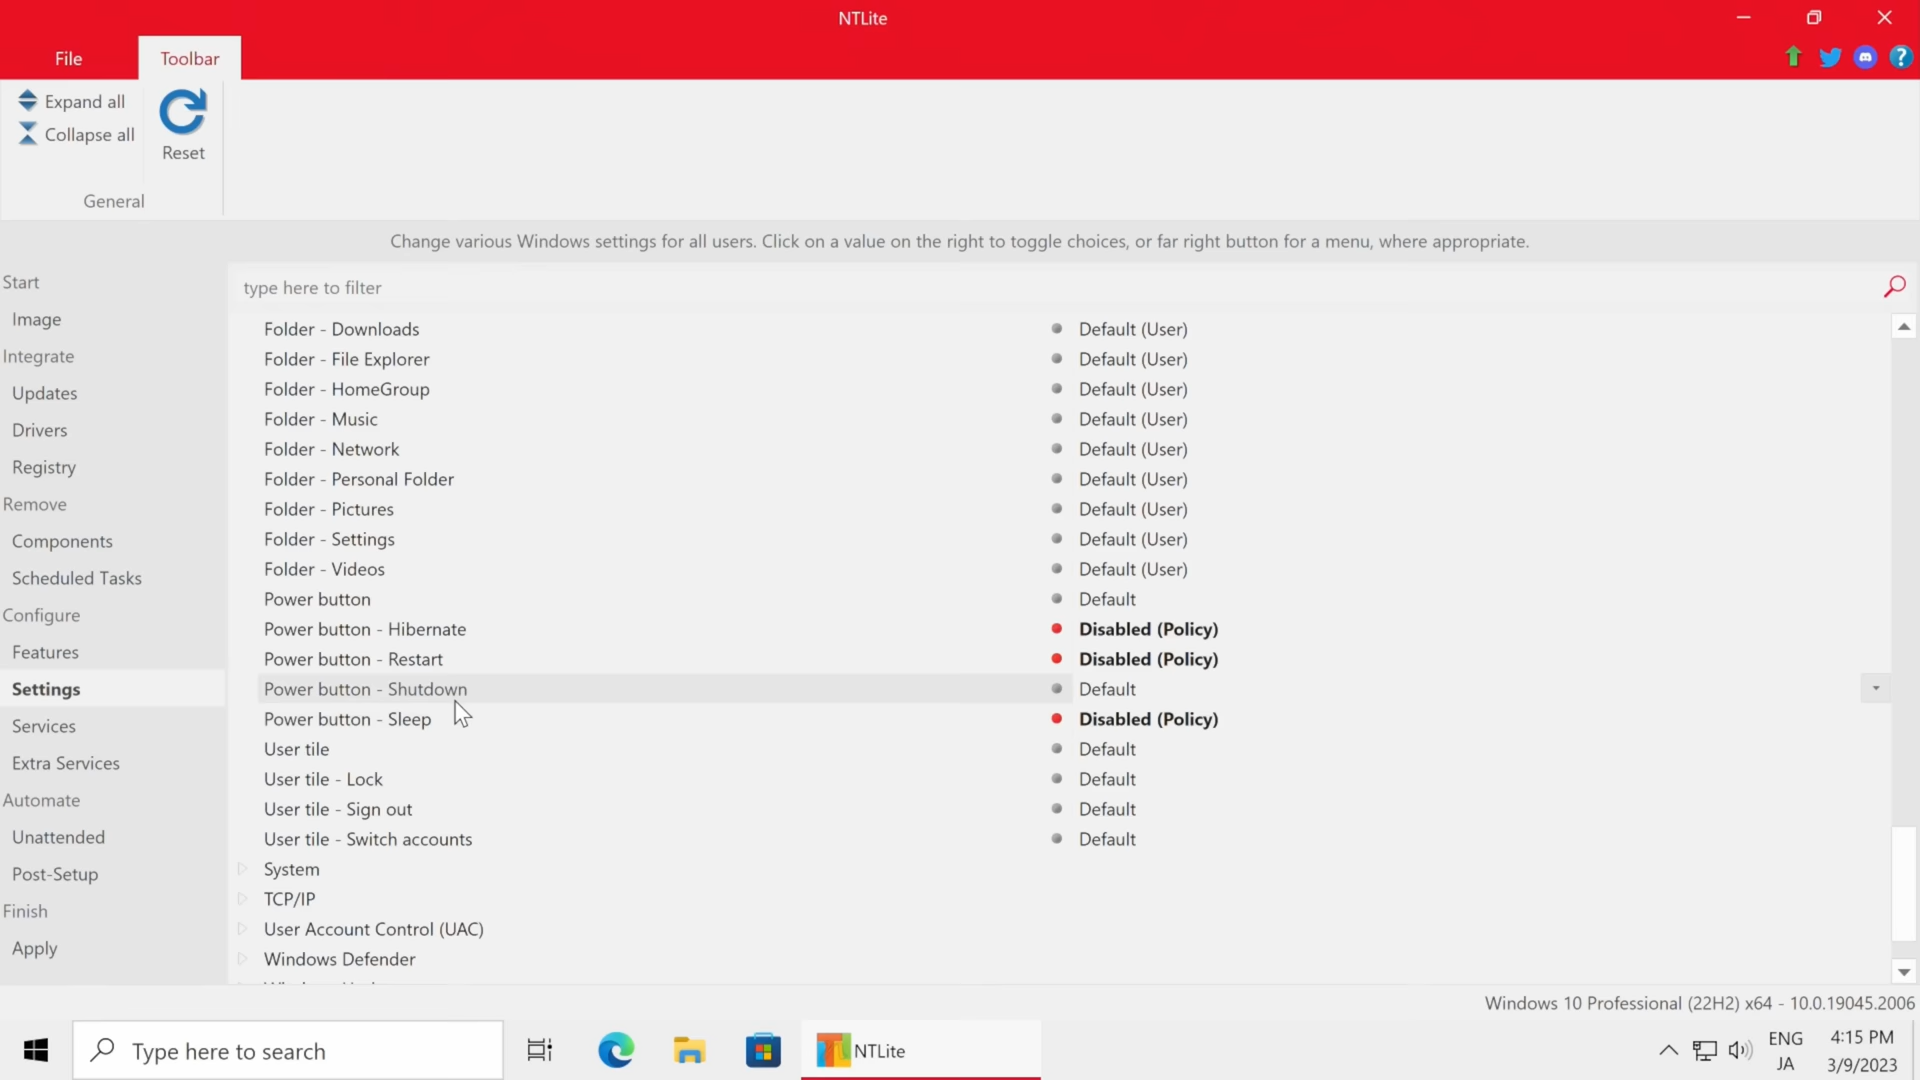 NTLite
File
Toolbar
Expand all
Collapse all
Reset
General
Change various Windows settings for all users. Click on a value on the right to toggle choices, or far right button for a menu, where appropriate.
Start
Image
Integrate
Updates
Drivers
Registry
Remove
Components
Scheduled Tasks
Configure
Features
Settings
Services
Extra Services
Automate
Unattended
Post-Setup
Finish
Apply
type here to filter
Folder - Downloads Default (User)
Folder - File Explorer Default (User)
Folder - HomeGroup Default (User)
Folder - Music Default (User)
Folder - Network Default (User)
Folder - Personal Folder Default (User)
Folder - Pictures Default (User)
Folder - Settings Default (User)
Folder - Videos Default (User)
Power button Default
Power button - Hibernate Disabled (Policy)
Power button - Restart Disabled (Policy)
Power button - Shutdown Default
Power button - Sleep Disabled (Policy)
User tile Default
User tile - Lock Default
User tile - Sign out Default
User tile - Switch accounts Default
System
TCP/IP
User Account Control (UAC)
Windows Defender
Windows 10 Professional (22H2) x64 - 10.0.19045.2006
Type here to search
NTLite
ENG
JA
4:15 PM
3/9/2023